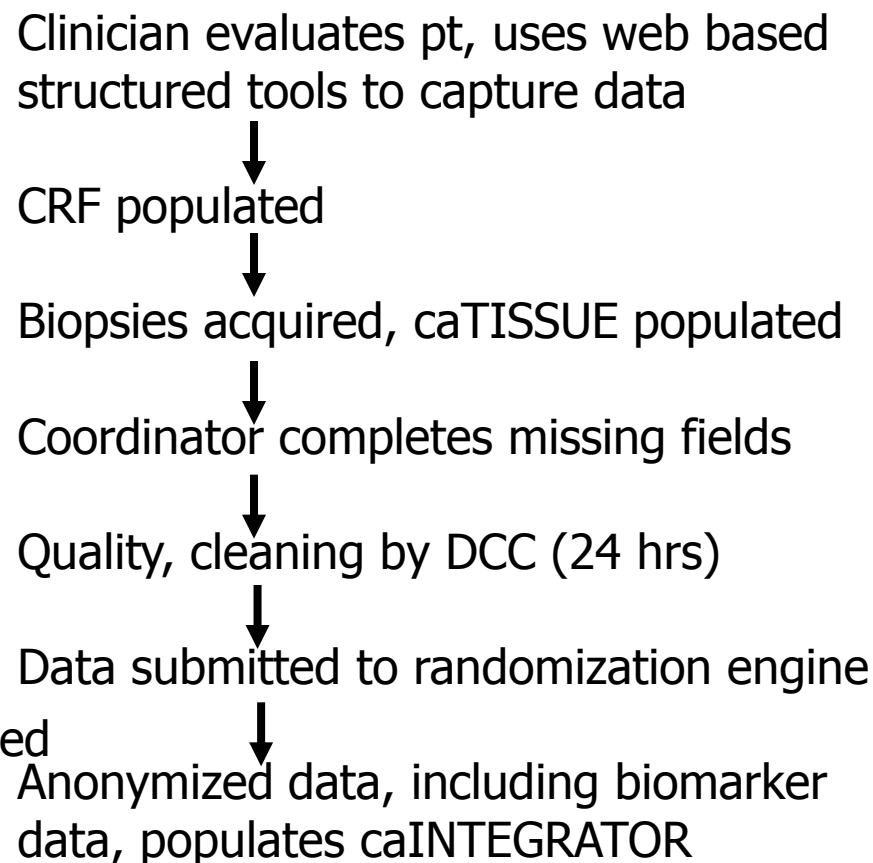 Clinician evaluates pt, uses web based
structured tools to capture data
CRF populated
Biopsies acquired, caTISSUE populated
Coordinator completes missing fields
Quality, cleaning by DCC (24 hrs)
Data submitted to randomization engine
ed
Anonymized data, including biomarker
data, populates caINTEGRATOR